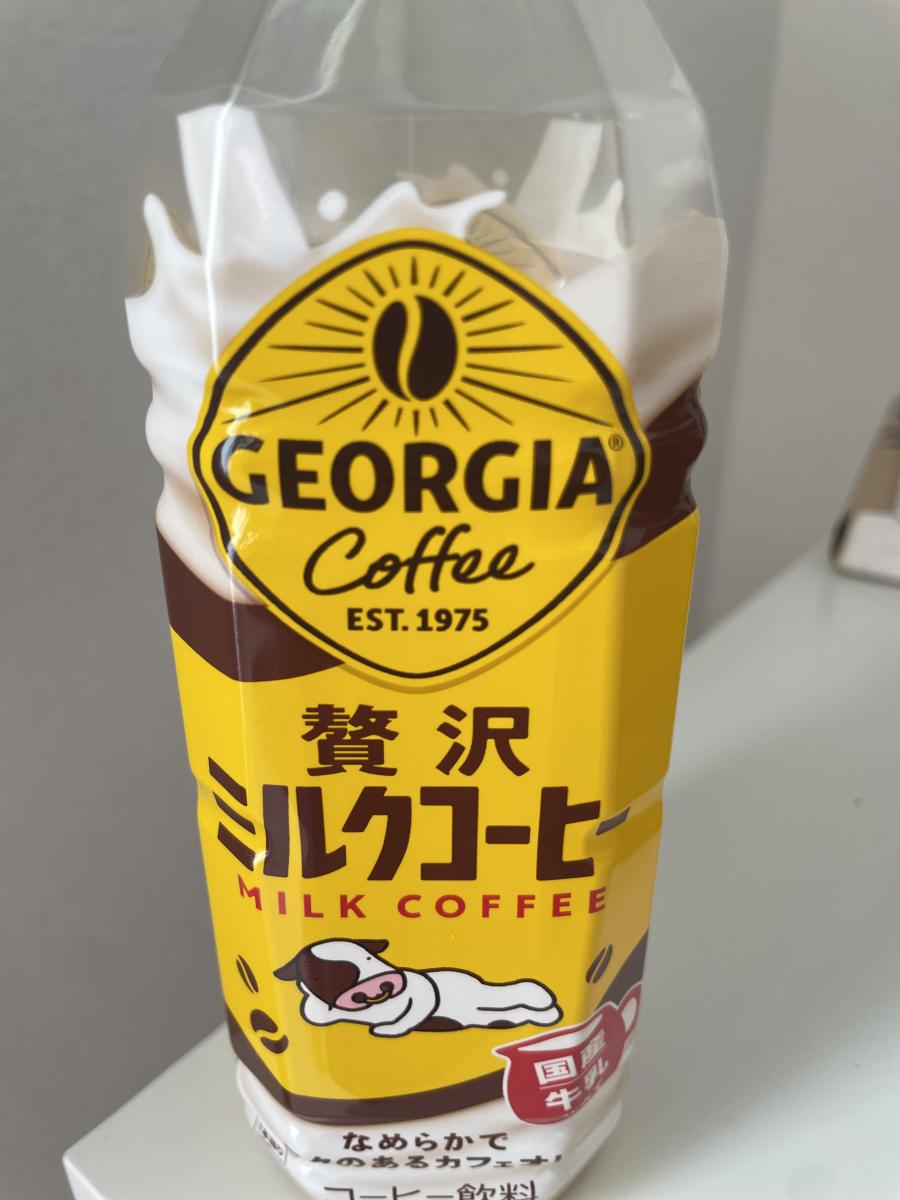 GEORGIA®
Coffee
EST. 1975
贅沢
ミルクコーヒー
MILK COFFEE
国産
牛乳
なめらかで
クのあるカフェオ
コーヒー飲料